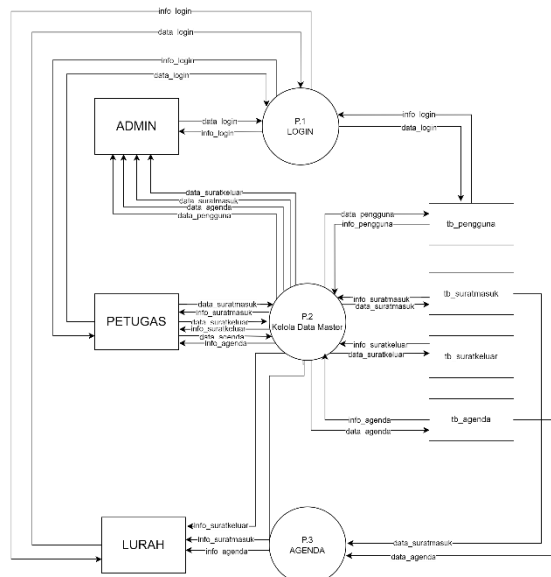 info_login
data_login
info_login
data_login
ADMIN
data_login
info_login
P.1
LOGIN
info_login
data_login
data_suratkeluar
data_suratmasuk
data_agenda
data_pengguna
data_pengguna
info_pengguna
tb_pengguna
PETUGAS
data_suratmasuk
info_suratmasuk
data_suratkeluar
info_suratkeluar
data_agenda
info_agenda
P.2
Kelola Data Master
info_suratmasuk
data_suratmasuk
tb_suratmasuk
info_suratkeluar
data_suratkeluar
tb_suratkeluar
info_agenda
data_agenda
tb_agenda
LURAH
info_suratkeluar
info_suratmasuk
info_agenda
P.3
AGENDA
data_suratmasuk
data_agenda